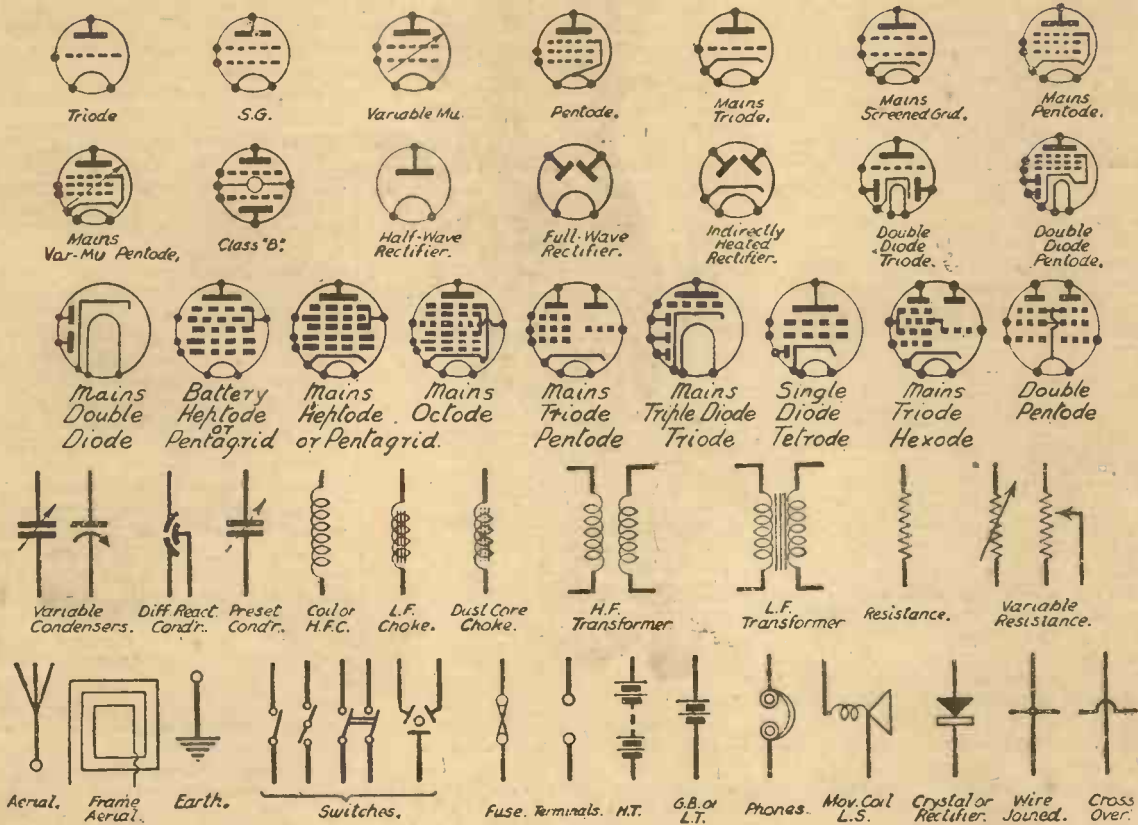 Triode
S.G.
Variable Mu.
Pentode.
Mains
Triode.
Mains
Screened Grid.
Mains
Pentode.
Mains
Var-Mu Pentode.
Class "B".
Half-Wave
Rectifier.
Full-Wave
Rectifier.
Indirectly
Heated
Rectifier.
Double
Diode
Triode.
Double
Diode
Pentode.
Mains
Double
Diode
Battery
Heptode
or
Pentagrid
Mains
Heptode
or Pentagrid.
Mains
Octode
Mains
Triode
Pentode
Mains
Triple Diode
Triode
Single
Diode
Tetrode
Mains
Triode
Hexode
Double
Pentode
Variable
Condensers.
Diff. React.
Condr.
Preset
Condr.
Coil or
H.F.C.
L.F.
Choke.
Dust Core
Choke.
H.F.
Transformer
L.F.
Transformer
Resistance.
Variable
Resistance.
Aerial.
Frame
Aerial.
Earth.
Switches.
Fuse.
Terminals.
H.T.
G.B. or
L.T.
Phones.
Mov. Coil
L.S.
Crystal or
Rectifier.
Wire
Joined.
Cross
Over.